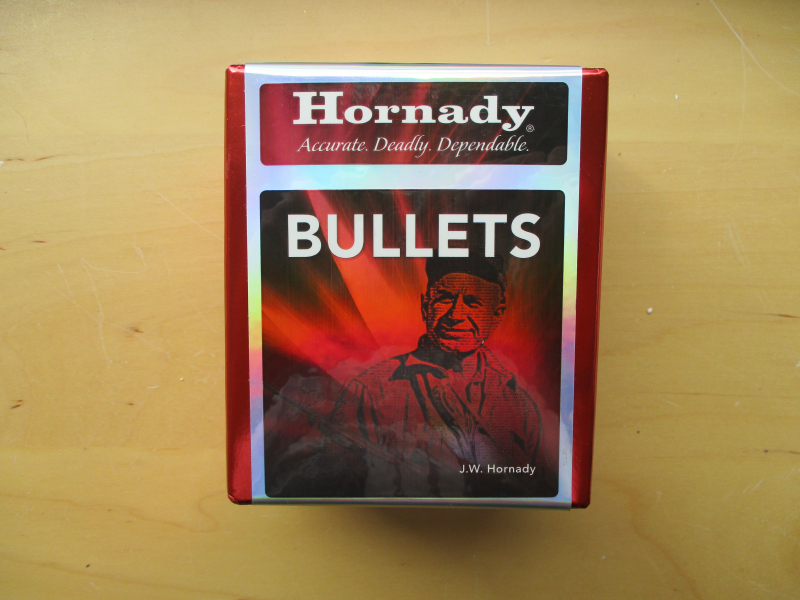 Hornady®
Accurate. Deadly. Dependable.
BULLETS
J.W. Hornady